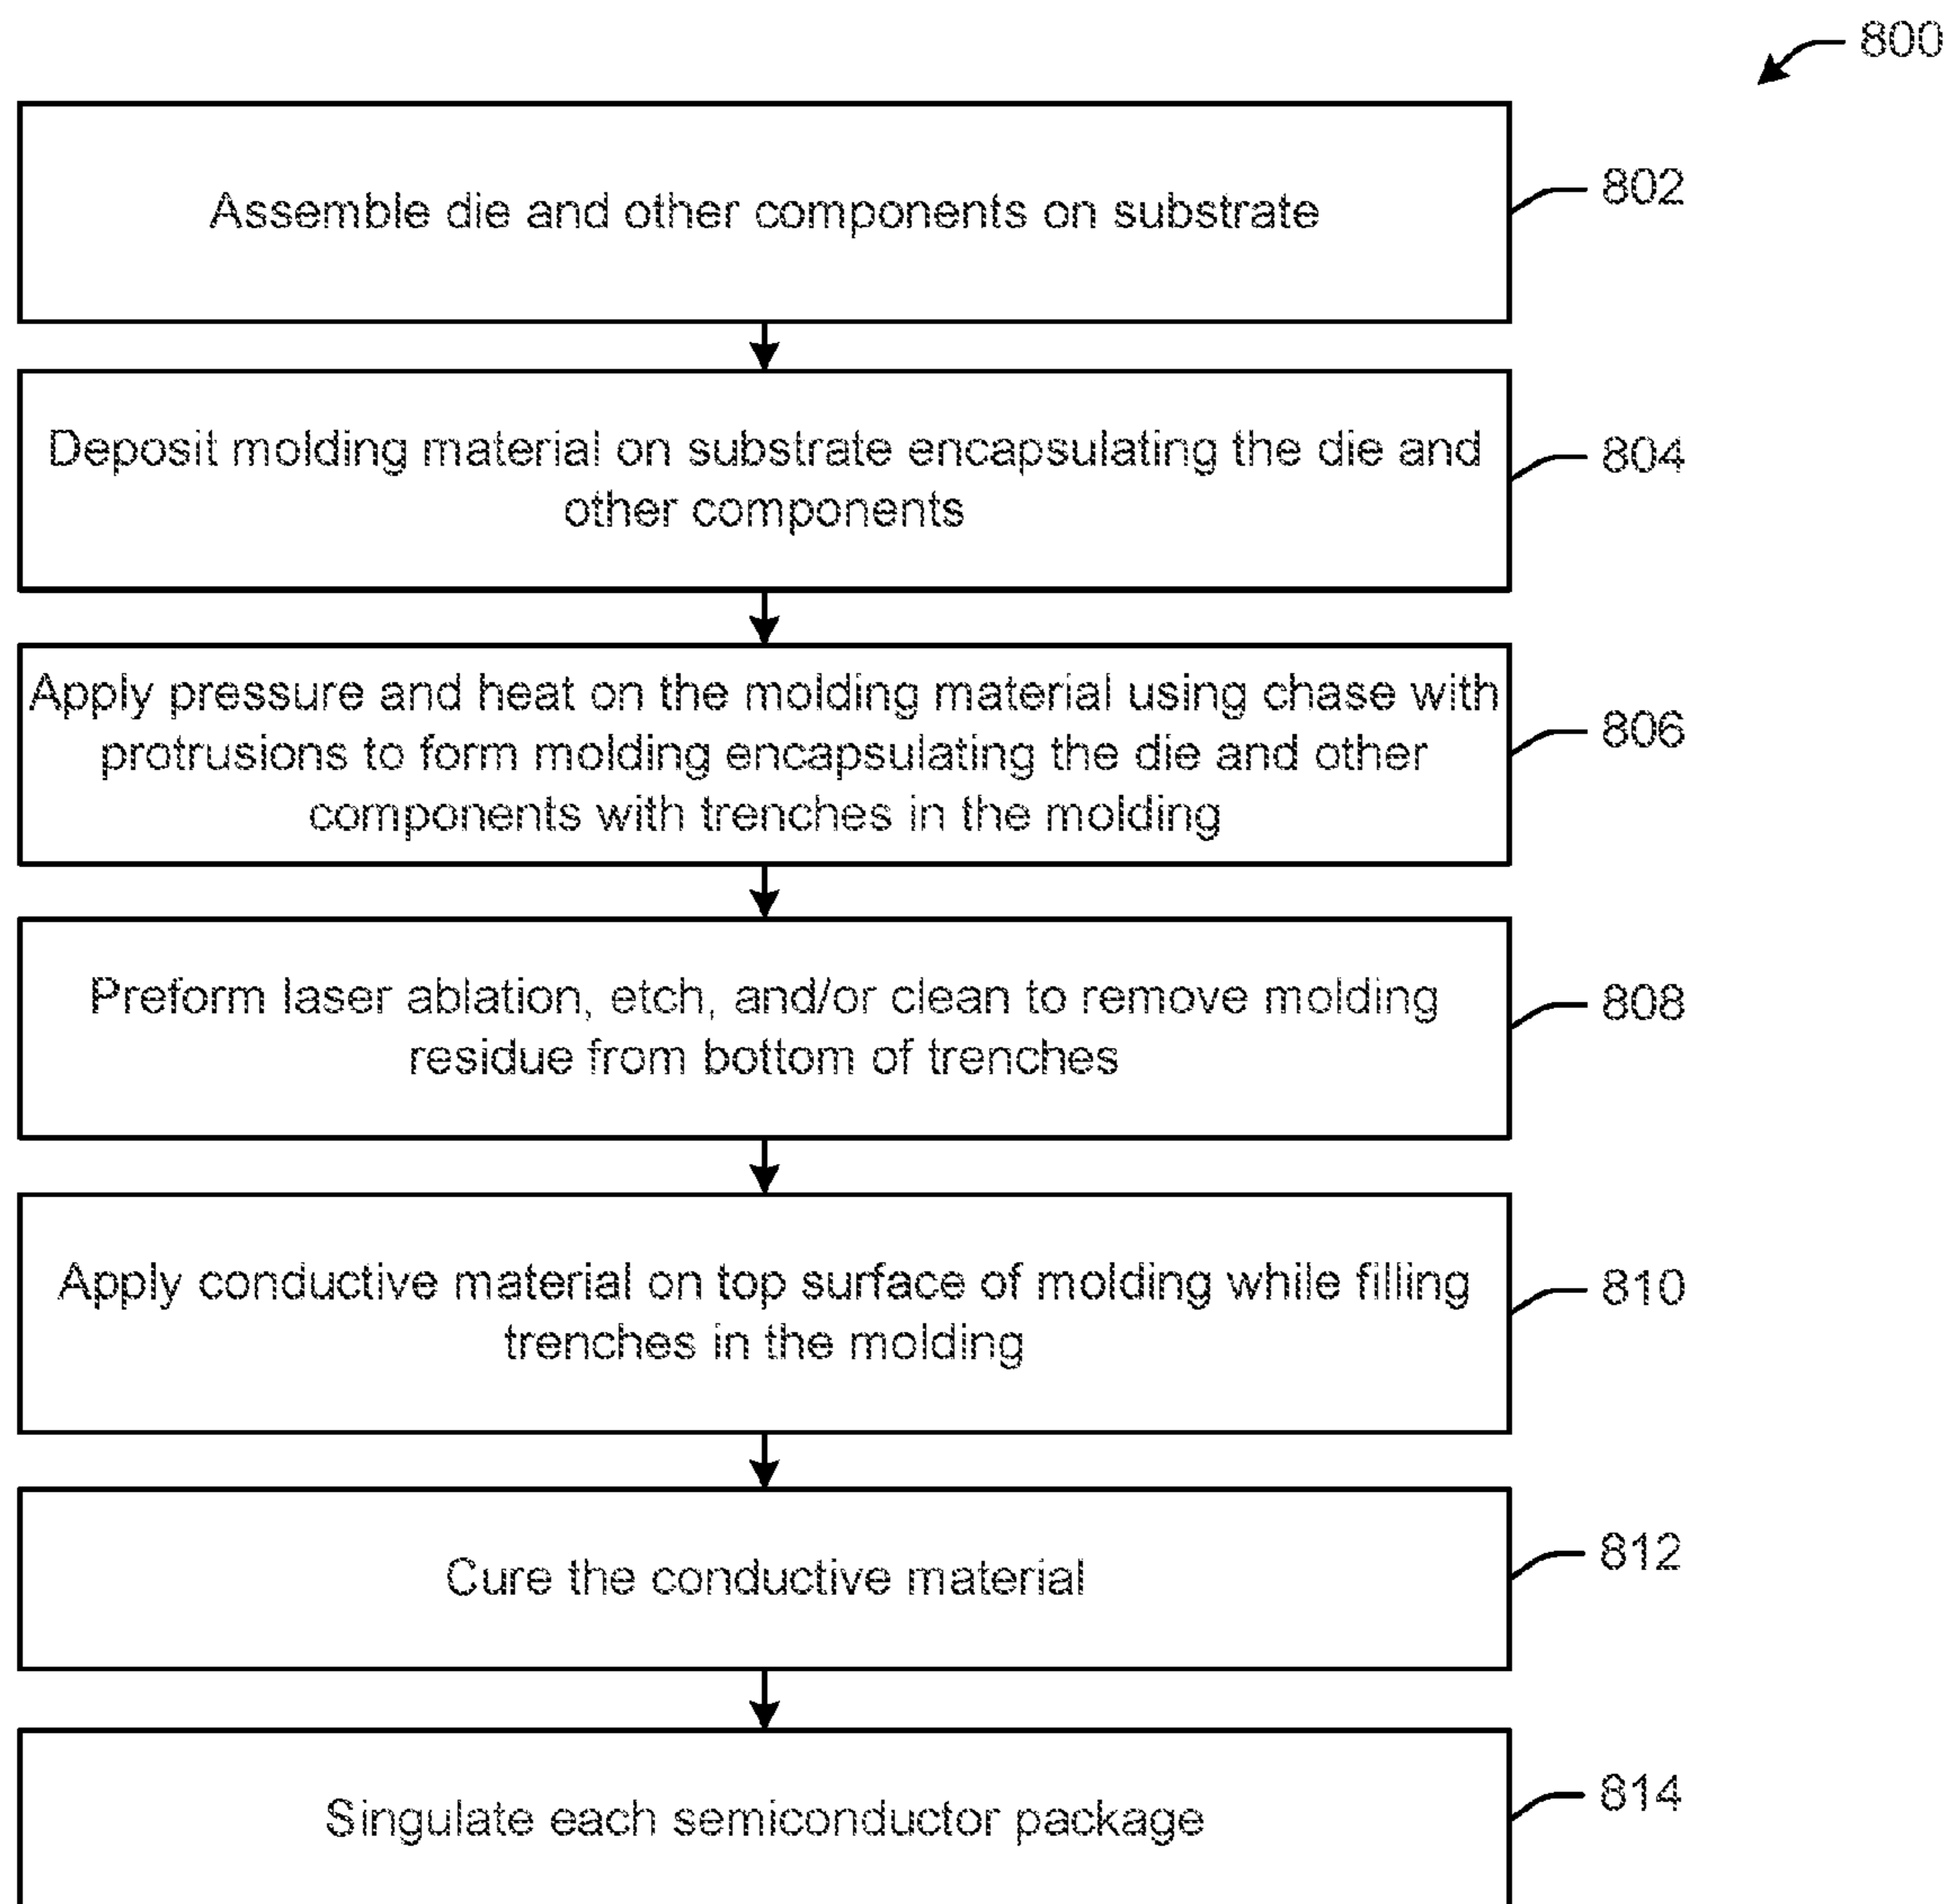 800
Assemble die and other components on substrate
802
Deposit molding material on substrate encapsulating the die and
other components
804
Apply pressure and heat on the molding material using chase with
protrusions to form molding encapsulating the die and other
components with trenches in the molding
806
Preform laser ablation, etch, and/or clean to remove molding
residue from bottom of trenches
808
Apply conductive material on top surface of molding while filling
trenches in the molding
810
Cure the conductive material
812
Singulate each semiconductor package
814